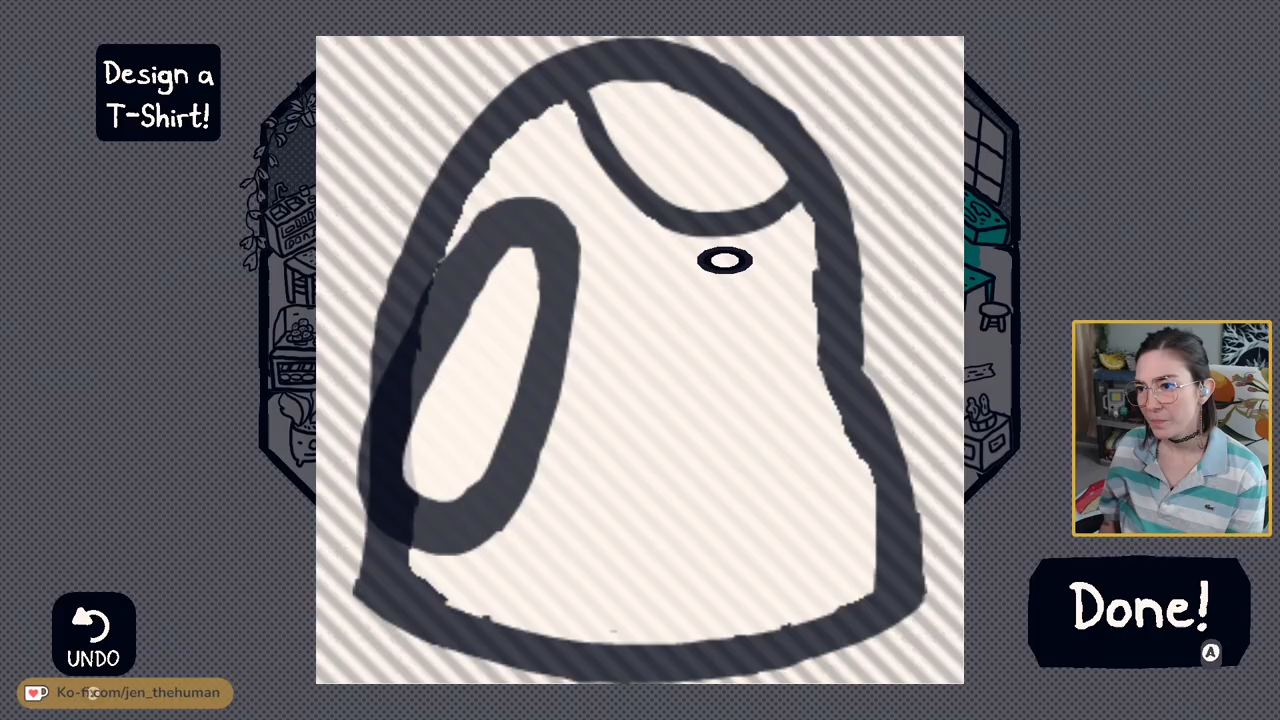 Design a
T-Shirt!
UNDO
Ko-fi.com/jen_thehuman
Done!
A